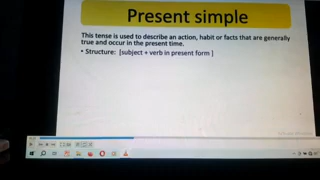 Present simple
This tense is used to describe an action, habit or facts that are generally
true and occur in the present time.
• Structure: [subject + verb in present form ]